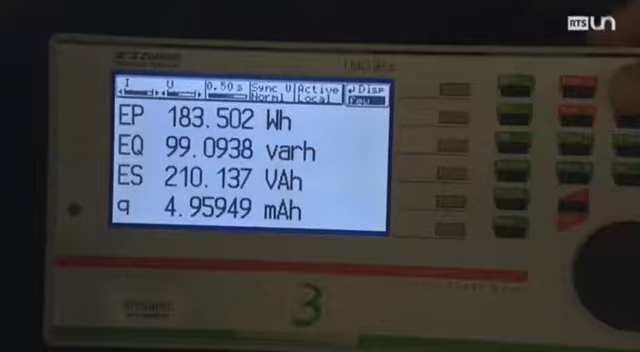 RTS UN
I U 0.50 s Sync U Active ↵ Disp
Norml Local few
EP 183.502 Wh
EQ 99.0938 varh
ES 210.137 VAh
q 4.95949 mAh
3